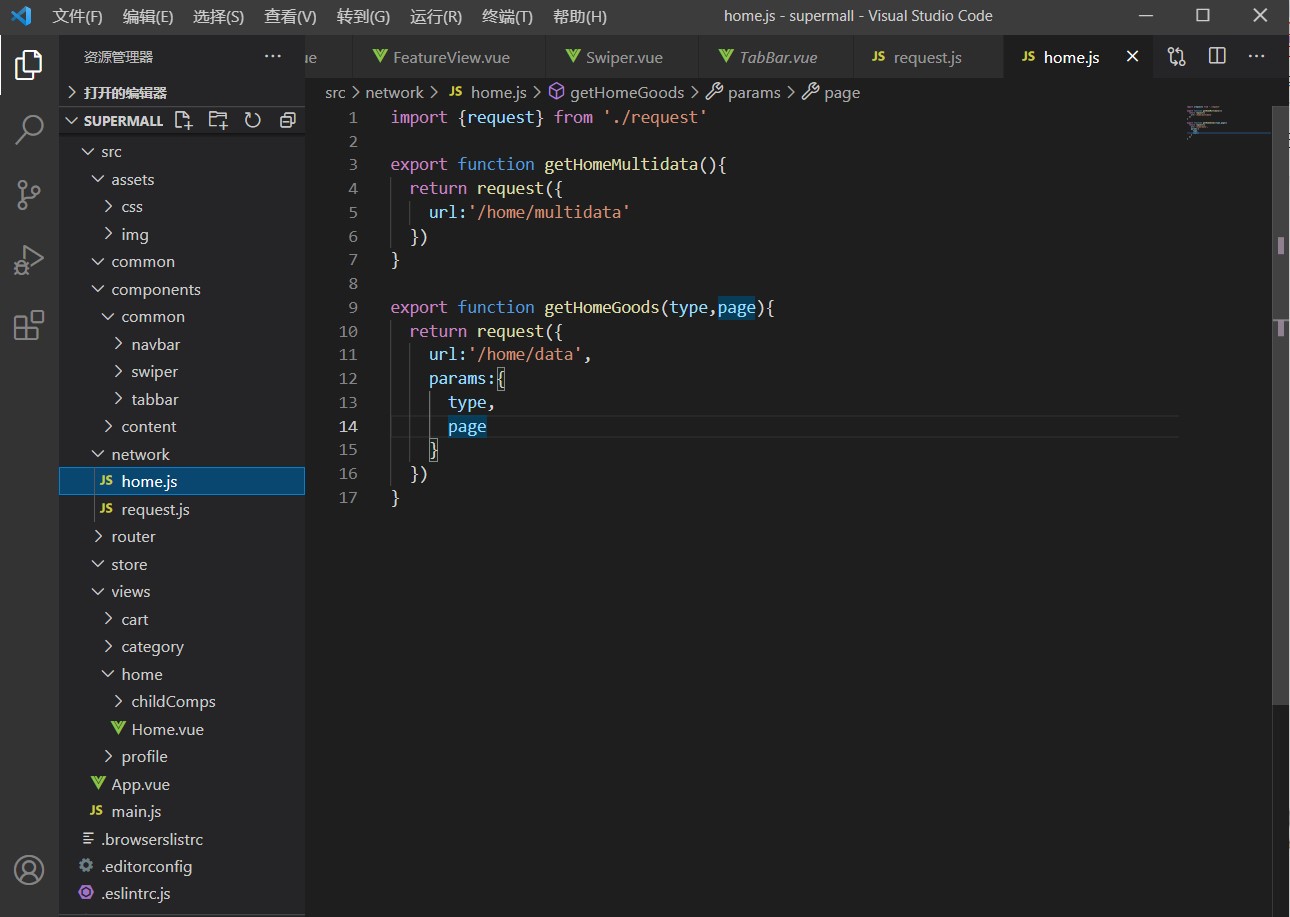 文件(F) 编辑(E) 选择(S) 查看(V) 转到(G) 运行(R) 终端(T) 帮助(H) home.js - supermall - Visual Studio Code
资源管理器
ue FeatureView.vue Swiper.vue TabBar.vue JS request.js JS home.js
打开的编辑器
SUPERMALL
src
assets
css
img
common
components
common
navbar
swiper
tabbar
content
network
JS home.js
JS request.js
router
store
views
cart
category
home
childComps
Home.vue
profile
App.vue
JS main.js
.browserslistrc
.editorconfig
.eslintrc.js
src > network > JS home.js > getHomeGoods > params > page
1 import {request} from './request'
2
3 export function getHomeMultidata(){
4 return request({
5 url:'/home/multidata'
6 })
7 }
8
9 export function getHomeGoods(type,page){
10 return request({
11 url:'/home/data',
12 params:{
13 type,
14 page
15 }
16 })
17 }